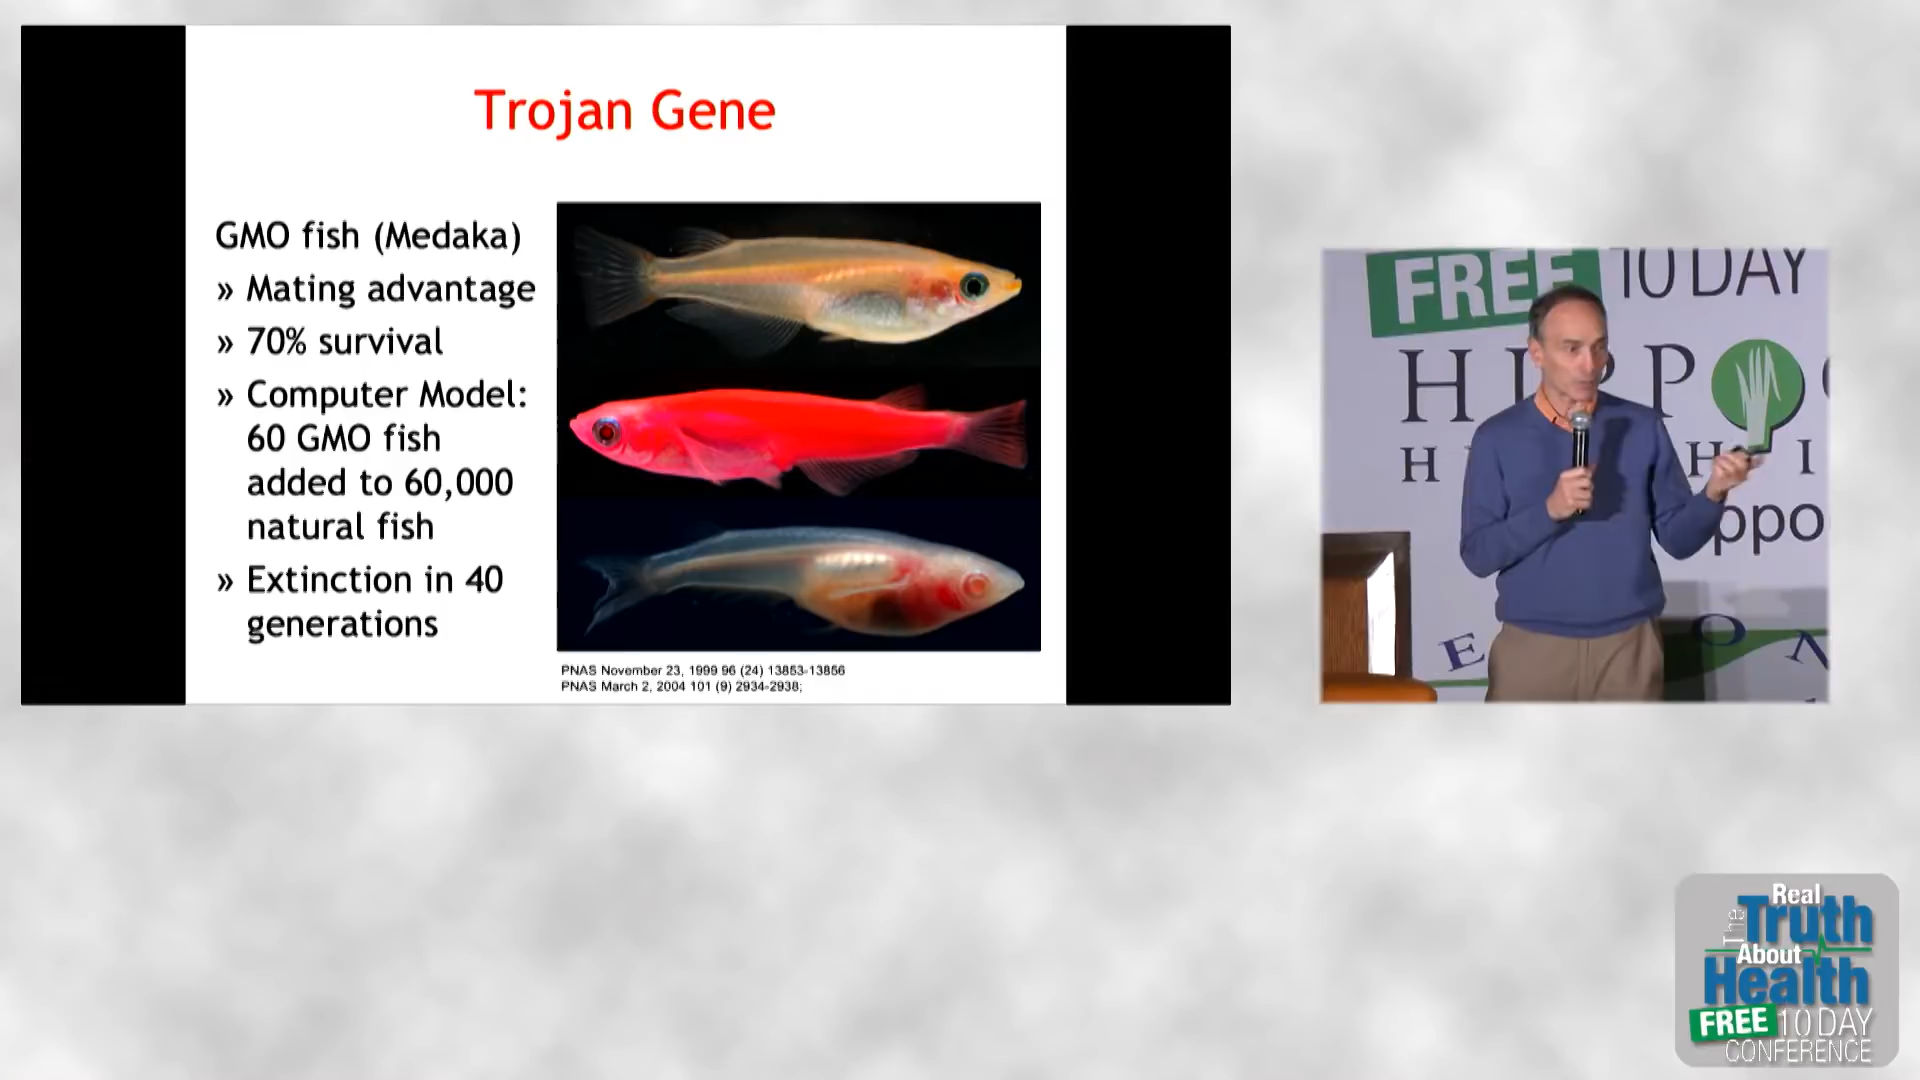 Trojan Gene
GMO fish (Medaka)
» Mating advantage
» 70% survival
» Computer Model:
60 GMO fish
added to 60,000
natural fish
» Extinction in 40
generations
PNAS November 23, 1999 96 (24) 13853-13856
PNAS March 2, 2004 101 (9) 2934-2938;
FREE 10 DAY
HIPP
H H I
ppo
E O N
The Real
Truth
About
Health
FREE 10 DAY
CONFERENCE